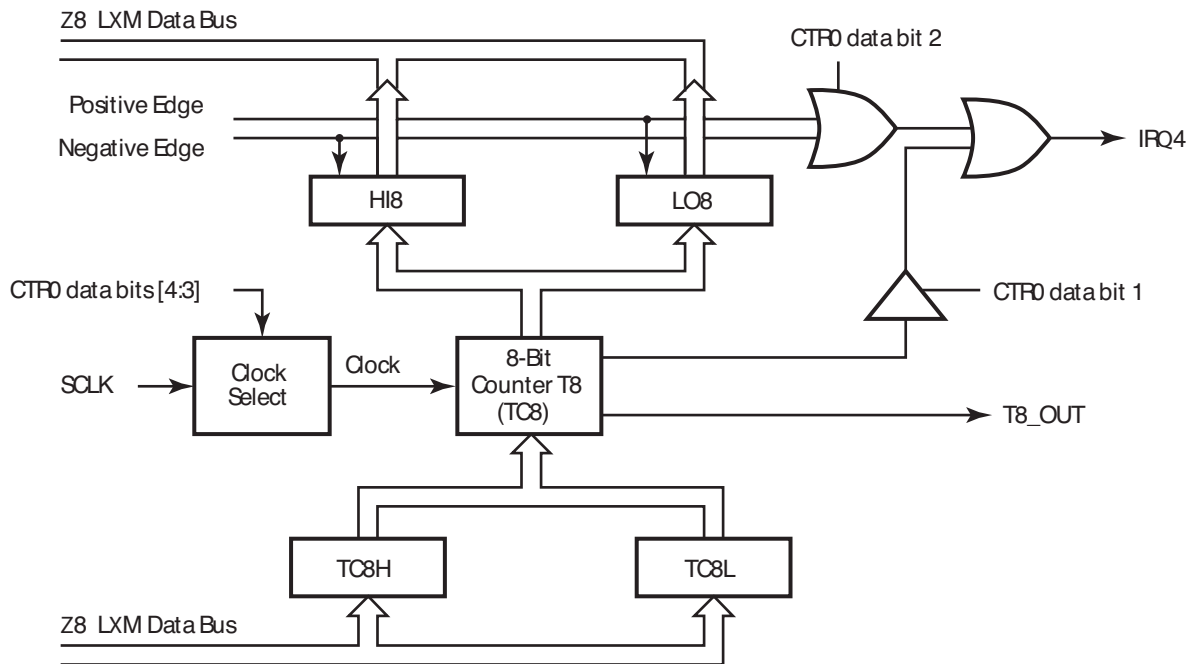 Z8 LXM Data Bus
CTR0 data bit 2
Positive Edge
Negative Edge
IRQ4
HI8
LO8
CTR0 data bits [4:3]
CTR0 data bit 1
SCLK
Clock
Select
Clock
8-Bit
Counter T8
(TC8)
T8_OUT
TC8H
TC8L
Z8 LXM Data Bus